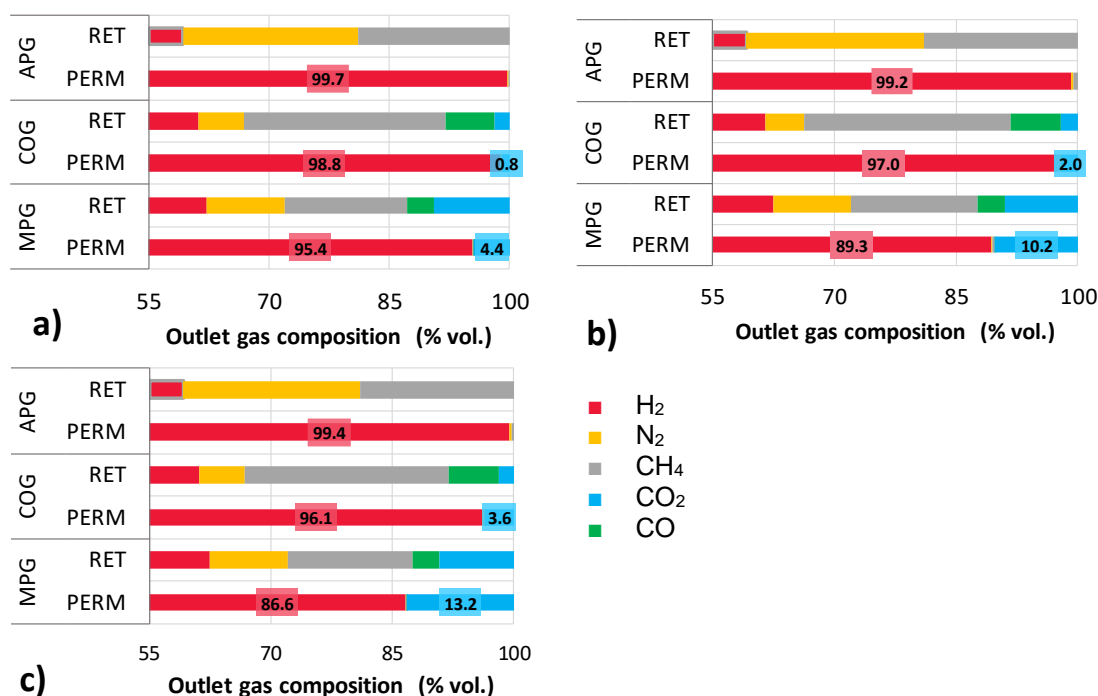 APG
RET
PERM
99.7
COG
RET
PERM
98.8
0.8
MPG
RET
PERM
95.4
4.4
55
70
85
100
a)
Outlet gas composition (% vol.)
APG
RET
PERM
99.2
COG
RET
PERM
97.0
2.0
MPG
RET
PERM
89.3
10.2
55
70
85
100
b)
Outlet gas composition (% vol.)
APG
RET
PERM
99.4
COG
RET
PERM
96.1
3.6
MPG
RET
PERM
86.6
13.2
55
70
85
100
c)
Outlet gas composition (% vol.)
H₂
N₂
CH₄
CO₂
CO